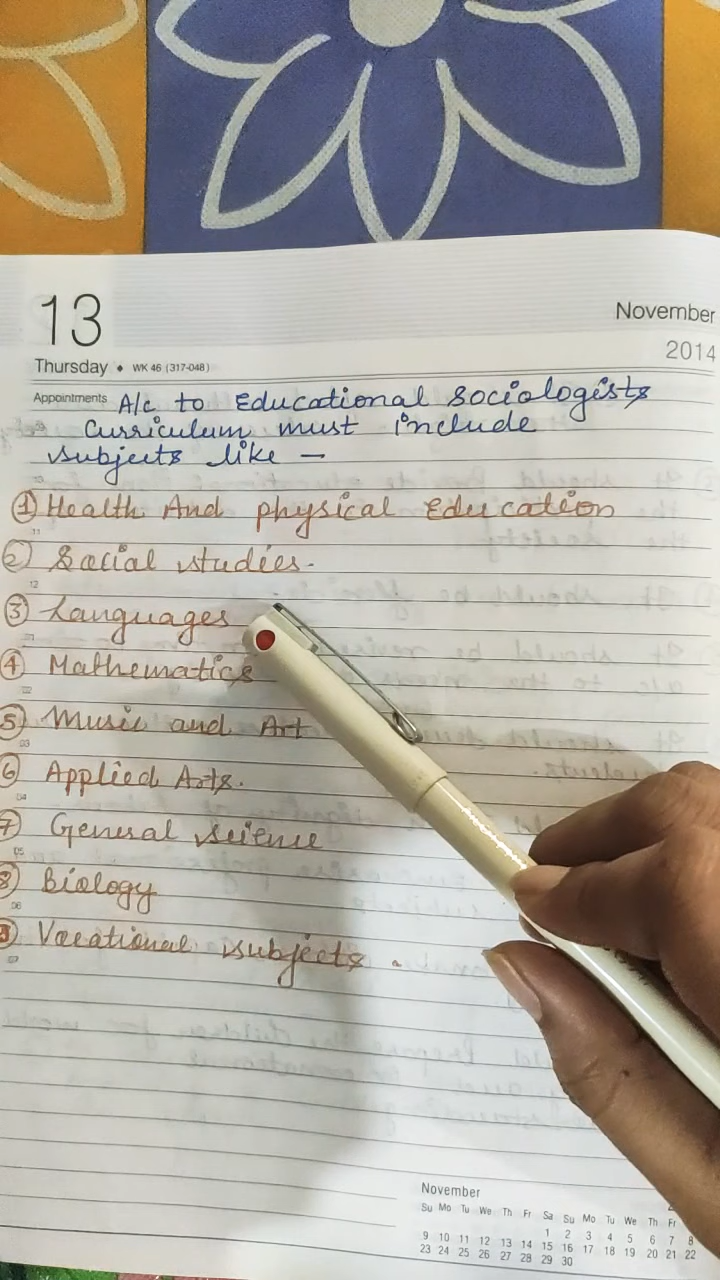 13
November
2014
Thursday ◆ WK 46 (317-048)
Appointments A/c to Educational Sociologists
Curriculum must include
subjects like —
① Health And physical Education
② Social studies.
③ Languages
④ Mathematics
⑤ Music and Art
⑥ Applied Arts.
⑦ General science
⑧ Biology
⑨ Vocational subjects.
November
Su Mo Tu We Th Fr Sa Su Mo Tu We Th Fr
1 2 3 4 5 6 7 8
9 10 11 12 13 14 15 16 17 18 19 20 21 22
23 24 25 26 27 28 29 30